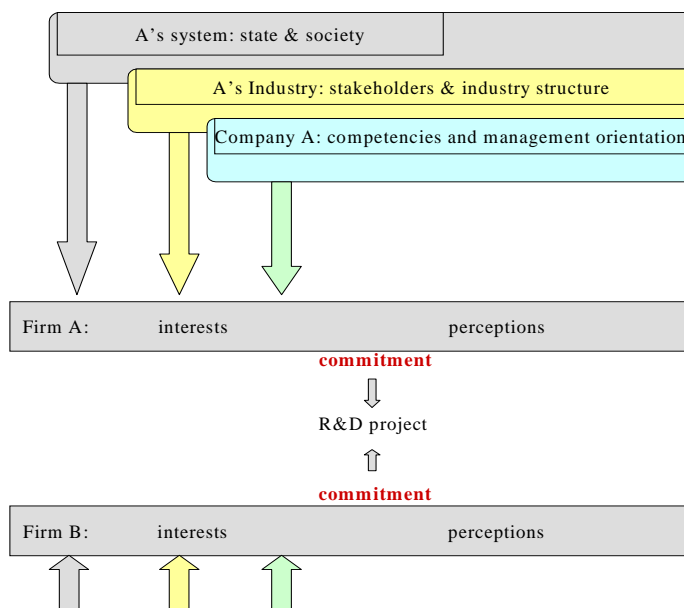 A's system: state & society
A's Industry: stakeholders & industry structure
Company A: competencies and management orientation
Firm A: interests perceptions
commitment
R&D project
commitment
Firm B: interests perceptions